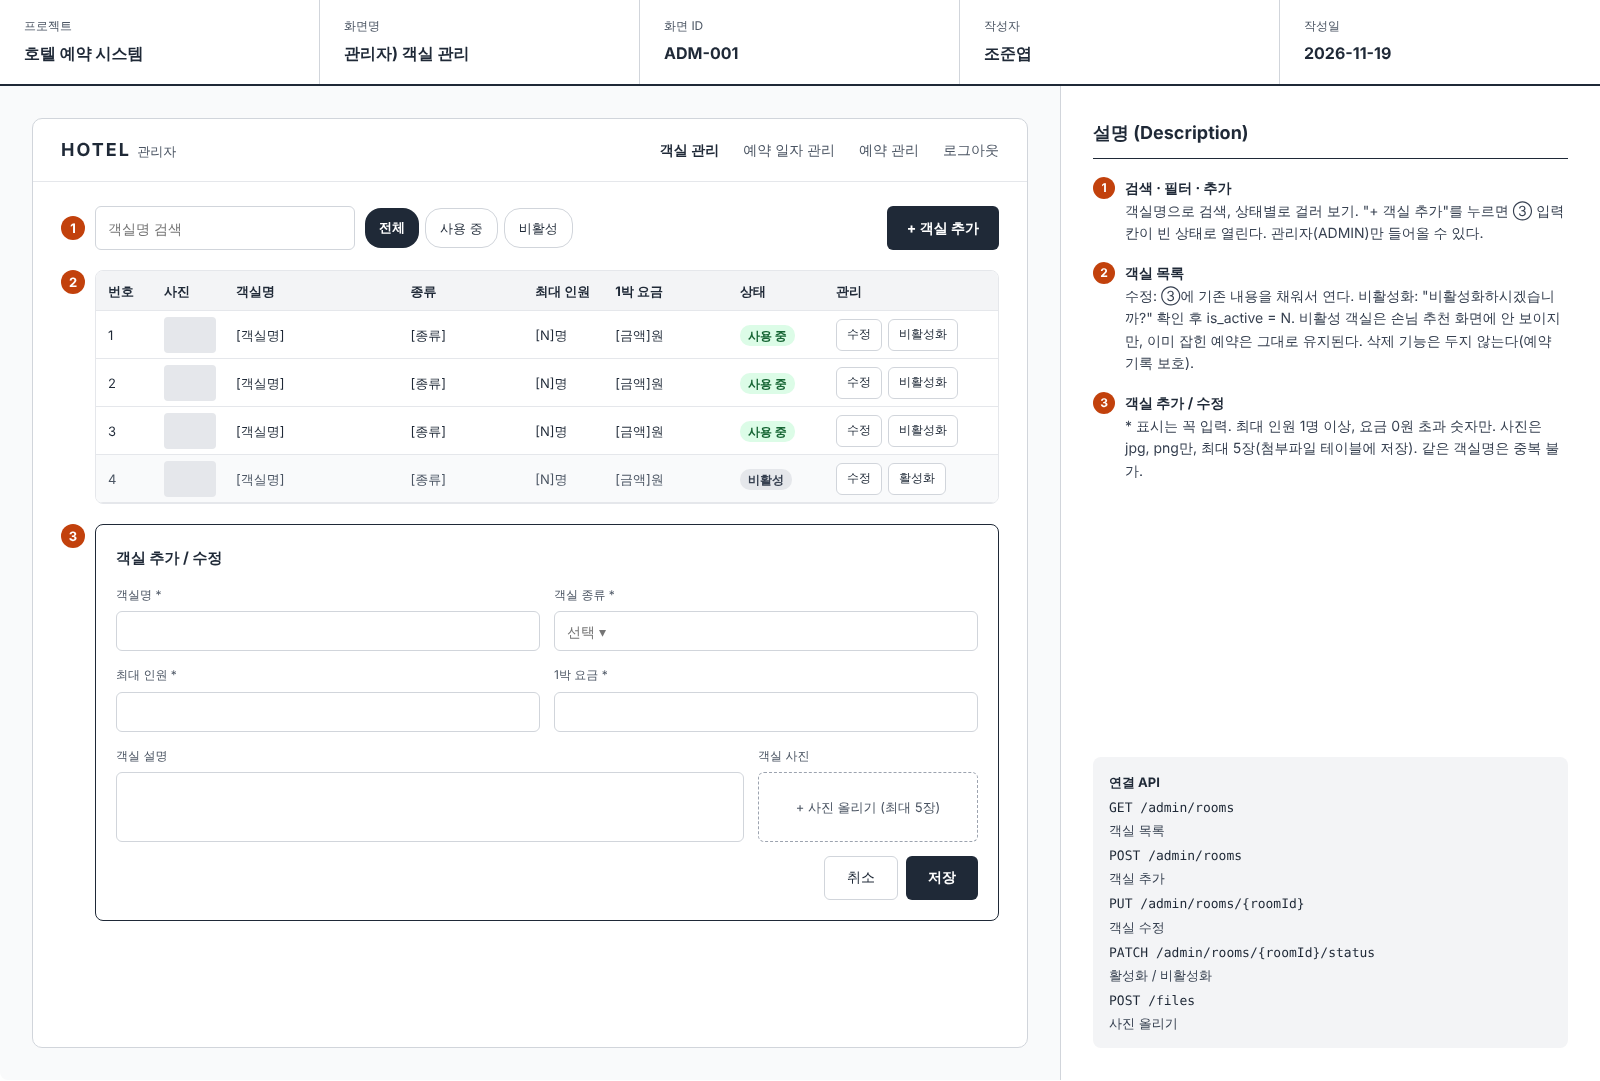 프로젝트
호텔 예약 시스템
화면명
관리자) 객실 관리
화면 ID
ADM-001
작성자
조준엽
작성일
2026-11-19
HOTEL 관리자
객실 관리 예약 일자 관리 예약 관리 로그아웃
1
객실명 검색 전체 사용 중 비활성 + 객실 추가
2
번호 사진 객실명 종류 최대 인원 1박 요금 상태 관리
1 [객실명] [종류] [N]명 [금액]원 사용 중 수정 비활성화
2 [객실명] [종류] [N]명 [금액]원 사용 중 수정 비활성화
3 [객실명] [종류] [N]명 [금액]원 사용 중 수정 비활성화
4 [객실명] [종류] [N]명 [금액]원 비활성 수정 활성화
3
객실 추가 / 수정
객실명 * 객실 종류 *
선택 ▾
최대 인원 * 1박 요금 *
객실 설명 객실 사진
+ 사진 올리기 (최대 5장)
취소 저장
설명 (Description)
1 검색 · 필터 · 추가
객실명으로 검색, 상태별로 걸러 보기. "+ 객실 추가"를 누르면 ③ 입력
칸이 빈 상태로 열린다. 관리자(ADMIN)만 들어올 수 있다.
2 객실 목록
수정: ③에 기존 내용을 채워서 연다. 비활성화: "비활성화하시겠습니
까?" 확인 후 is_active = N. 비활성 객실은 손님 추천 화면에 안 보이지
만, 이미 잡힌 예약은 그대로 유지된다. 삭제 기능은 두지 않는다(예약
기록 보호).
3 객실 추가 / 수정
* 표시는 꼭 입력. 최대 인원 1명 이상, 요금 0원 초과 숫자만. 사진은
jpg, png만, 최대 5장(첨부파일 테이블에 저장). 같은 객실명은 중복 불
가.
연결 API
GET /admin/rooms
객실 목록
POST /admin/rooms
객실 추가
PUT /admin/rooms/{roomId}
객실 수정
PATCH /admin/rooms/{roomId}/status
활성화 / 비활성화
POST /files
사진 올리기